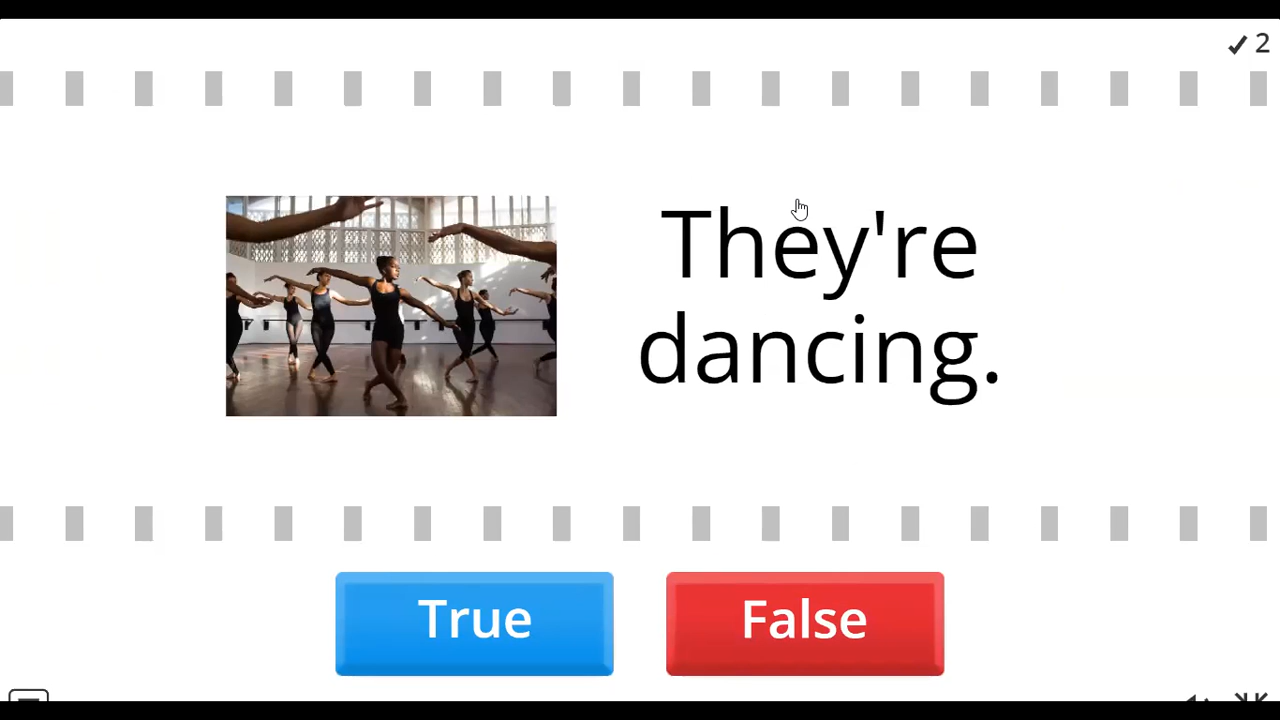 ✓ 2
They're
dancing.
True
False